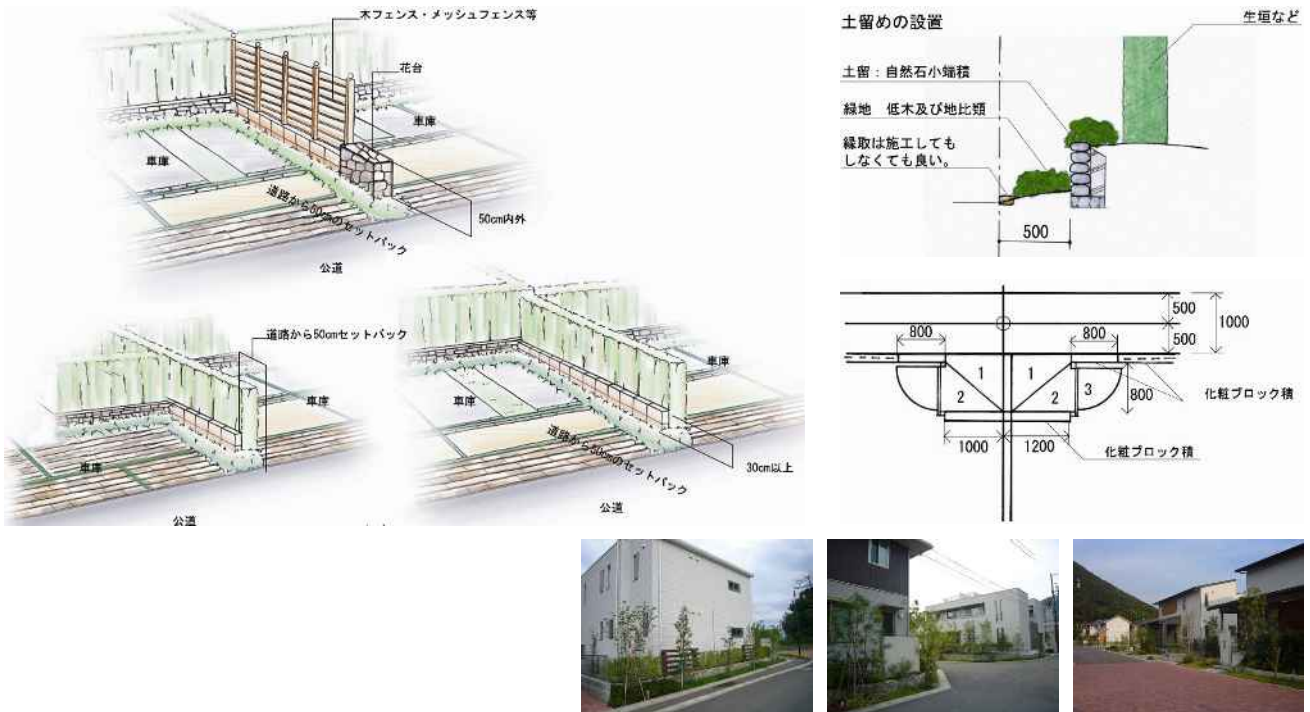 木フェンス・メッシュフェンス等
花台
車庫
車庫
道路から50cmのセットバック
50cm内外
公道
道路から50cmセットバック
車庫
車庫
公道
車庫
車庫
道路から50cmのセットバック
30cm以上
公道
土留めの設置
生垣など
土留：自然石小端積
緑地　低木及び地比類
縁取は施工しても
しなくても良い。
500
500
1000
500
800
800
1
1
2
2
3
800
化粧ブロック積
1000
1200
化粧ブロック積